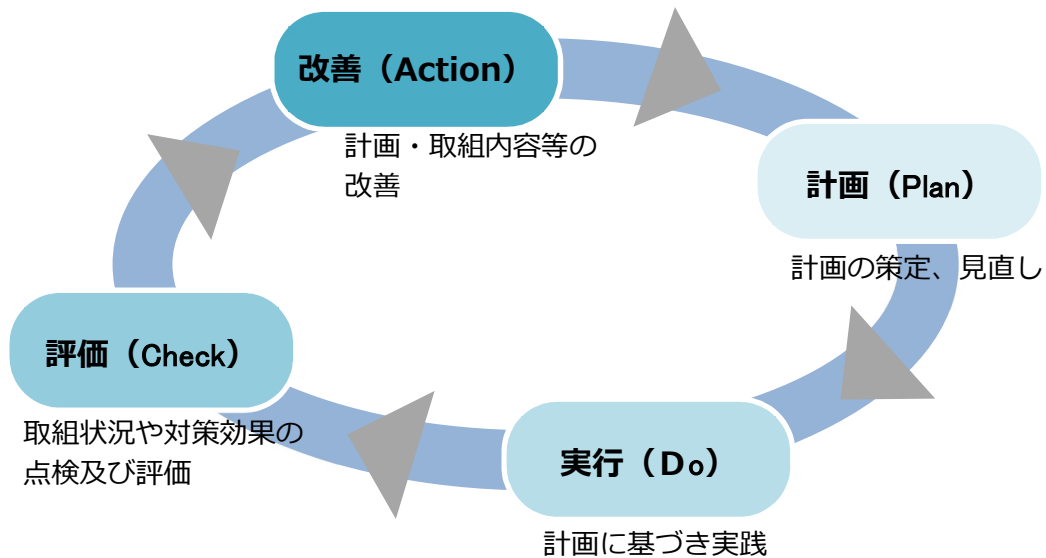 改善（Action）
計画・取組内容等の
改善
計画（Plan）
計画の策定、見直し
評価（Check）
取組状況や対策効果の
点検及び評価
実行（Ｄｏ）
計画に基づき実践